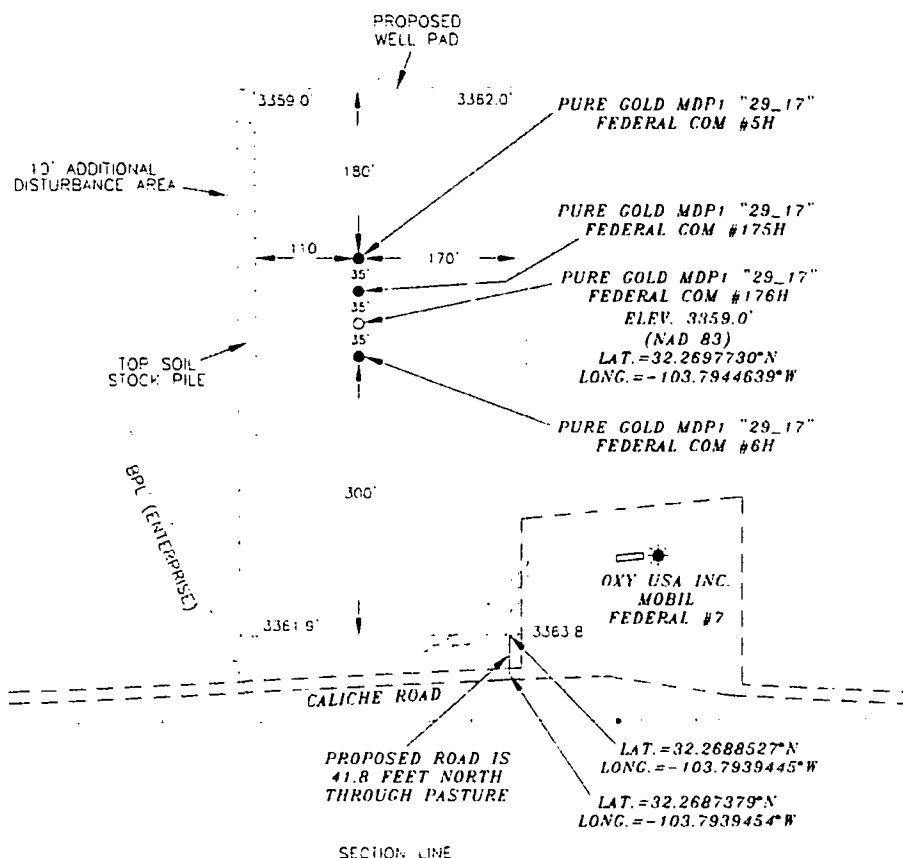 PROPOSED
WELL PAD
3359.0'
3362.0'
PURE GOLD MDP1 "29_17"
FEDERAL COM #5H
10' ADDITIONAL
DISTURBANCE AREA
180'
PURE GOLD MDP1 "29_17"
FEDERAL COM #175H
110
170'
35'
PURE GOLD MDP1 "29_17"
FEDERAL COM #176H
35'
ELEV. 3359.0'
(NAD 83)
35'
LAT.=32.2697730°N
LONG.=-103.7944639°W
TOP SOIL
STOCK PILE
PURE GOLD MDP1 "29_17"
FEDERAL COM #6H
BPL (ENTERPRISE)
300'
OXY USA INC.
MOBIL
FEDERAL #7
3361.9'
3363.8
CALICHE ROAD
PROPOSED ROAD IS
41.8 FEET NORTH
THROUGH PASTURE
LAT.=32.2688527°N
LONG.=-103.7939445°W
LAT.=32.2687379°N
LONG.=-103.7939454°W
SECTION LINE